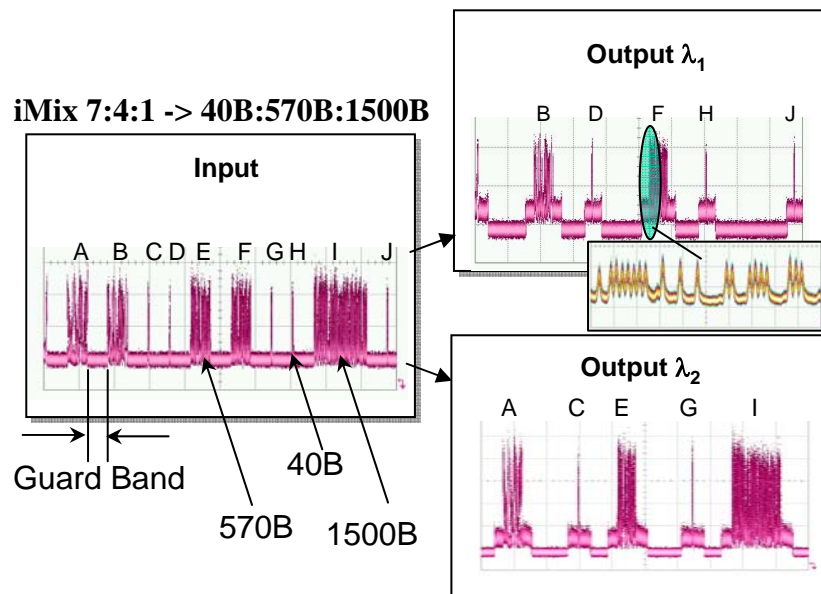 iMix 7:4:1 -> 40B:570B:1500B
Input
A B C D E F G H I J
Guard Band
570B
40B
1500B
Output λ1
B D F H J
Output λ2
A C E G I